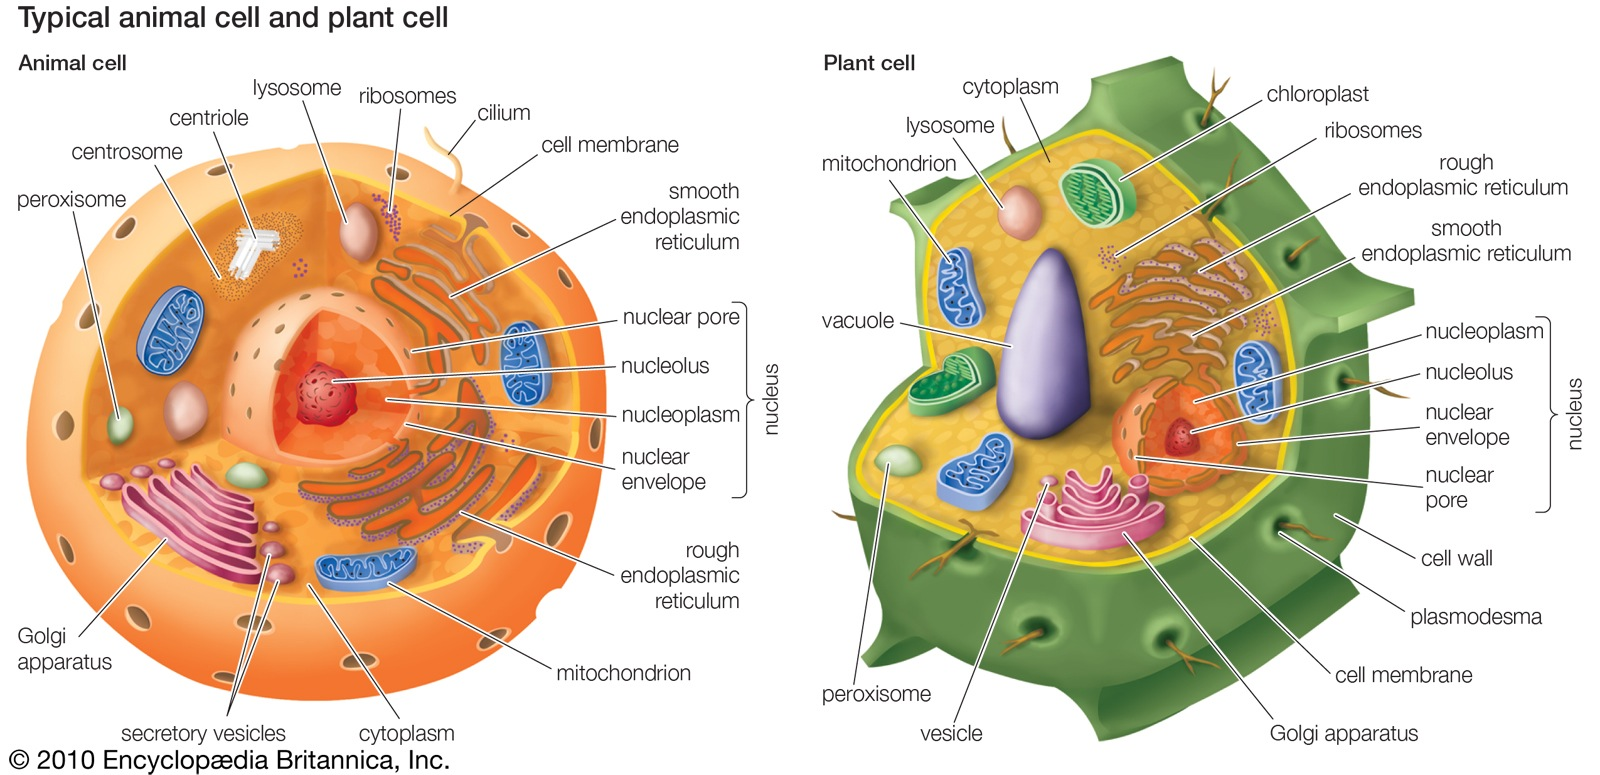 Typical animal cell and plant cell
Animal cell
lysosome
ribosomes
cilium
centriole
cell membrane
centrosome
smooth
endoplasmic
reticulum
peroxisome
nuclear pore
nucleolus
nucleoplasm
nuclear
envelope
nucleus
rough
endoplasmic
reticulum
Golgi
apparatus
mitochondrion
secretory vesicles
cytoplasm
Plant cell
cytoplasm
chloroplast
lysosome
ribosomes
mitochondrion
rough
endoplasmic reticulum
smooth
endoplasmic reticulum
vacuole
nucleoplasm
nucleolus
nuclear
envelope
nuclear
pore
nucleus
cell wall
plasmodesma
cell membrane
peroxisome
vesicle
Golgi apparatus
© 2010 Encyclopædia Britannica, Inc.